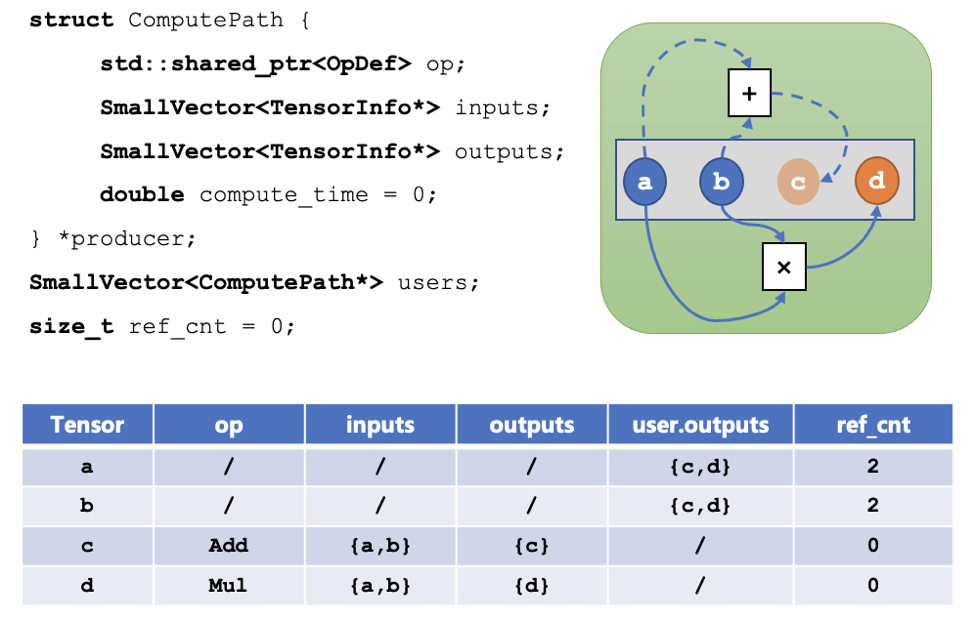 struct ComputePath {
std::shared_ptr<OpDef> op;
SmallVector<TensorInfo*> inputs;
SmallVector<TensorInfo*> outputs;
double compute_time = 0;
} *producer;
SmallVector<ComputePath*> users;
size_t ref_cnt = 0;
+
a b c d
×
Tensor op inputs outputs user.outputs ref_cnt
a / / / {c,d} 2
b / / / {c,d} 2
c Add {a,b} {c} / 0
d Mul {a,b} {d} / 0